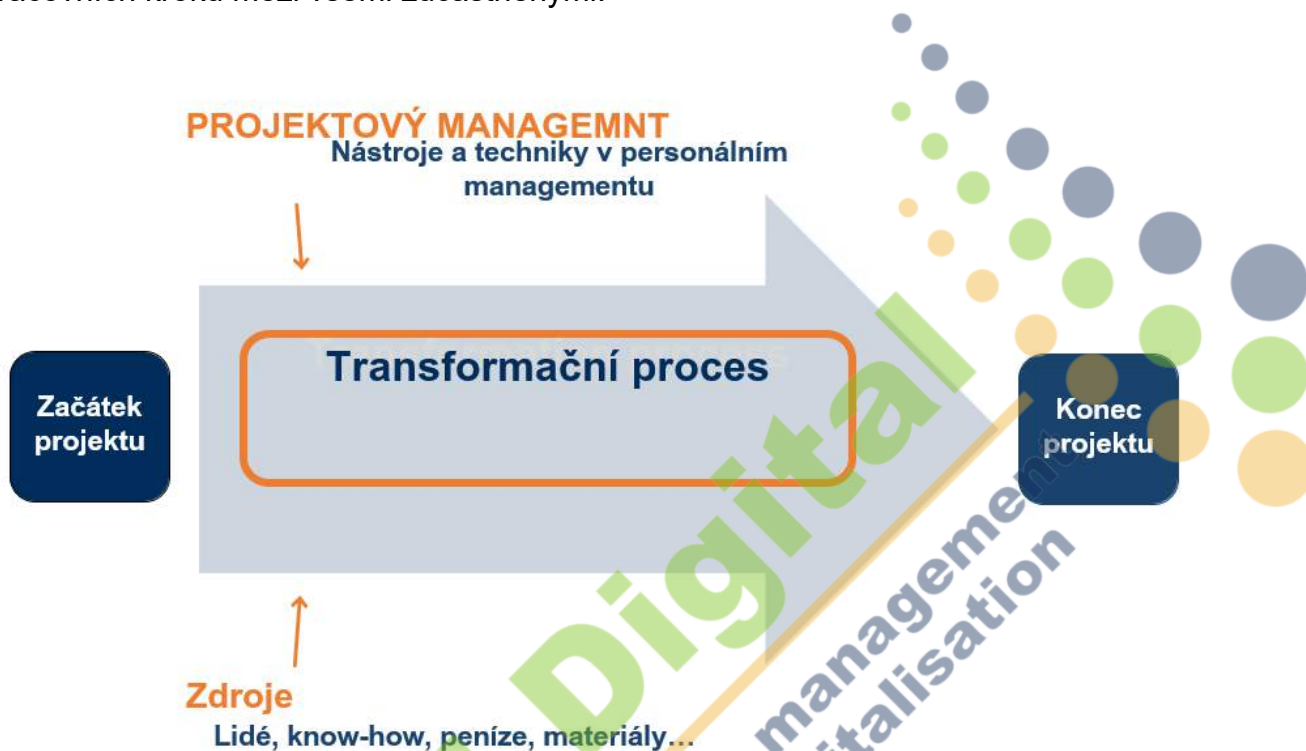 PROJEKTOVÝ MANAGEMNT
Nástroje a techniky v personálním
managementu
Transformační proces
Začátek
projektu
Konec
projektu
Zdroje
Lidé, know-how, peníze, materiály...
Digital
management